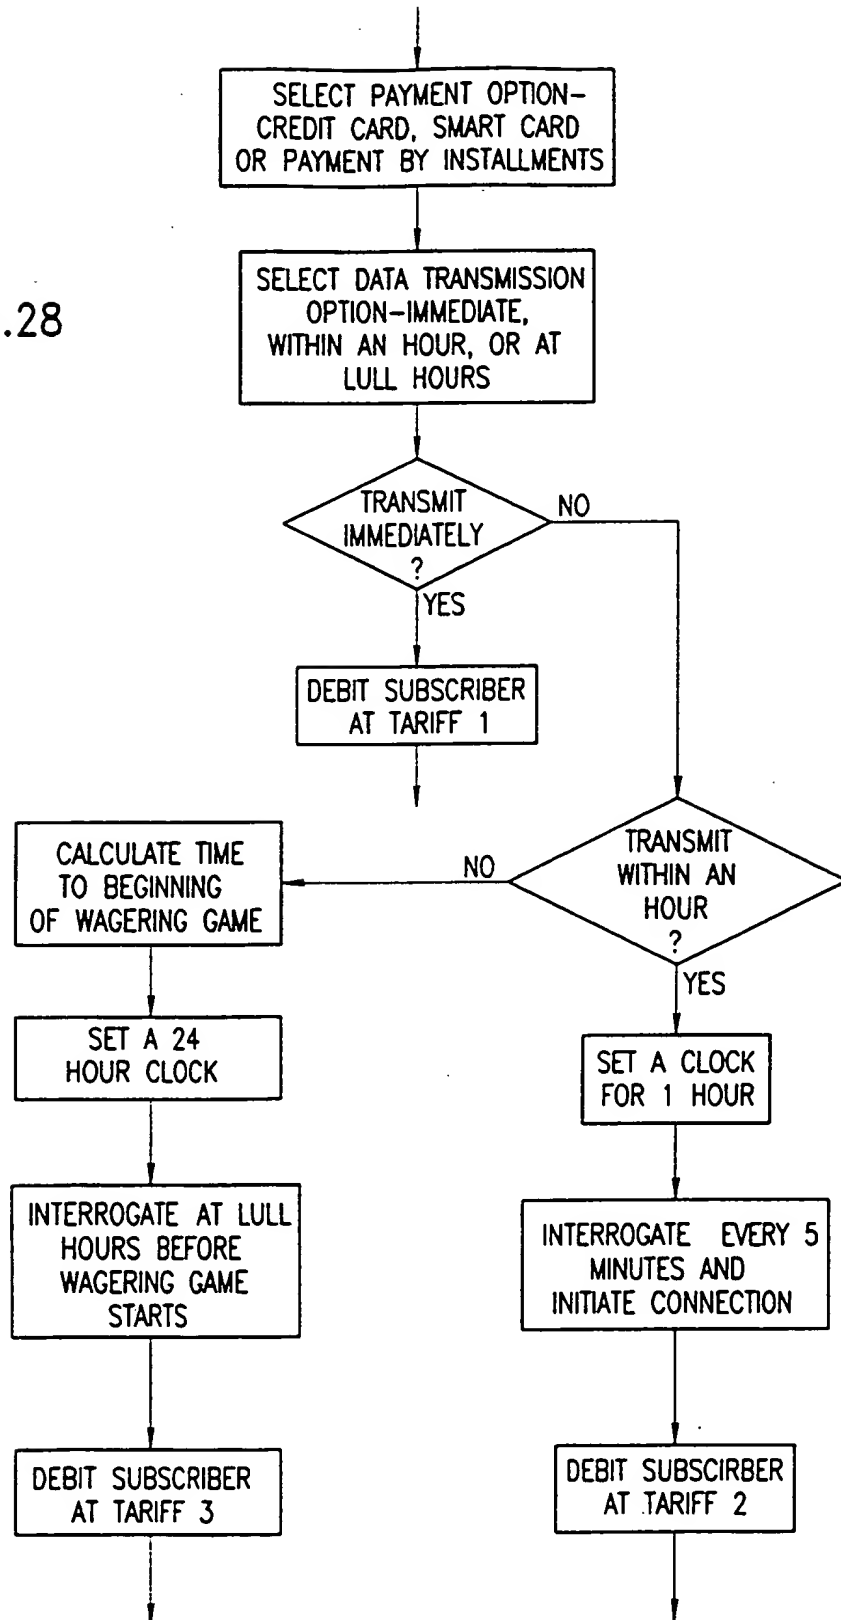 SELECT PAYMENT OPTION-
CREDIT CARD, SMART CARD
OR PAYMENT BY INSTALLMENTS
SELECT DATA TRANSMISSION
OPTION-IMMEDIATE,
WITHIN AN HOUR, OR AT
LULL HOURS
.28
TRANSMIT
IMMEDIATELY
?
NO
YES
DEBIT SUBSCRIBER
AT TARIFF 1
TRANSMIT
WITHIN AN
HOUR
?
NO
YES
CALCULATE TIME
TO BEGINNING
OF WAGERING GAME
SET A 24
HOUR CLOCK
SET A CLOCK
FOR 1 HOUR
INTERROGATE AT LULL
HOURS BEFORE
WAGERING GAME
STARTS
INTERROGATE EVERY 5
MINUTES AND
INITIATE CONNECTION
DEBIT SUBSCRIBER
AT TARIFF 3
DEBIT SUBSCIRBER
AT TARIFF 2